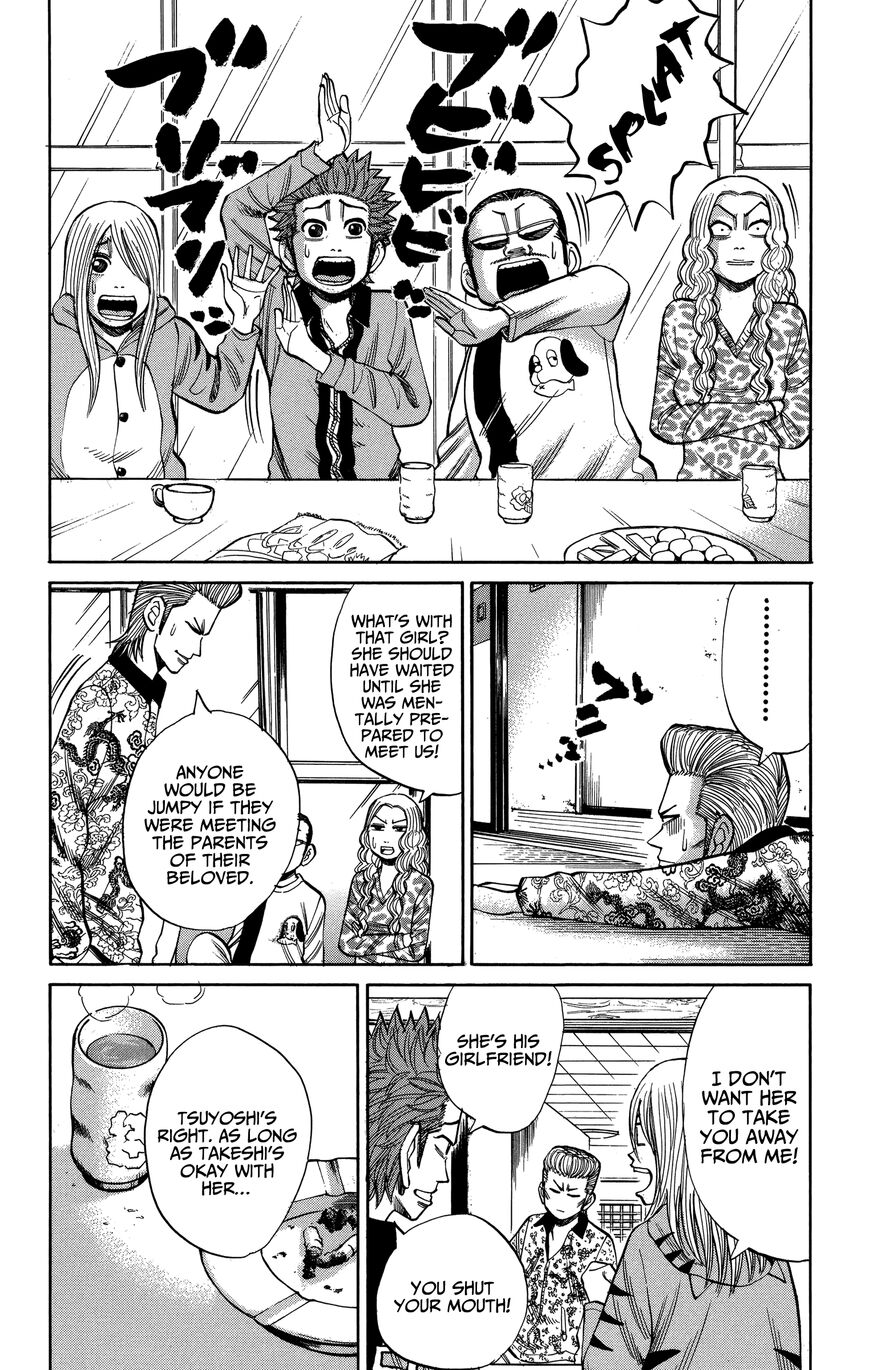 SPLAT
ブビビビッ
ブリブリッ
.........
ズーン
WHAT'S WITH
THAT GIRL?
SHE SHOULD
HAVE WAITED
UNTIL SHE
WAS MEN-
TALLY PRE-
PARED TO
MEET US!
ANYONE
WOULD BE
JUMPY IF THEY
WERE MEETING
THE PARENTS
OF THEIR
BELOVED.
I DON'T
WANT HER
TO TAKE
YOU AWAY
FROM ME!
SHE'S HIS
GIRLFRIEND!
YOU SHUT
YOUR MOUTH!
TSUYOSHI'S
RIGHT. AS LONG
AS TAKESHI'S
OKAY WITH
HER...